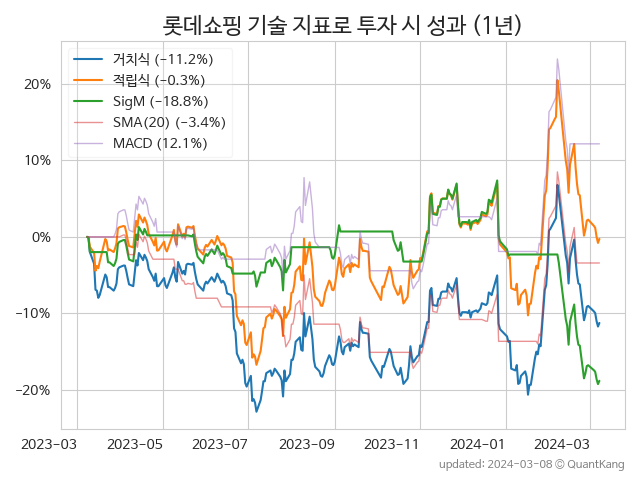 롯데쇼핑 기술 지표로 투자 시 성과 (1년)
거치식 (−11.2%)
적립식 (−0.3%)
SigM (−18.8%)
SMA(20) (−3.4%)
MACD (12.1%)
20%
10%
0%
−10%
−20%
2023−03 2023−05 2023−07 2023−09 2023−11 2024−01 2024−03
updated: 2024−03−08 © QuantKang